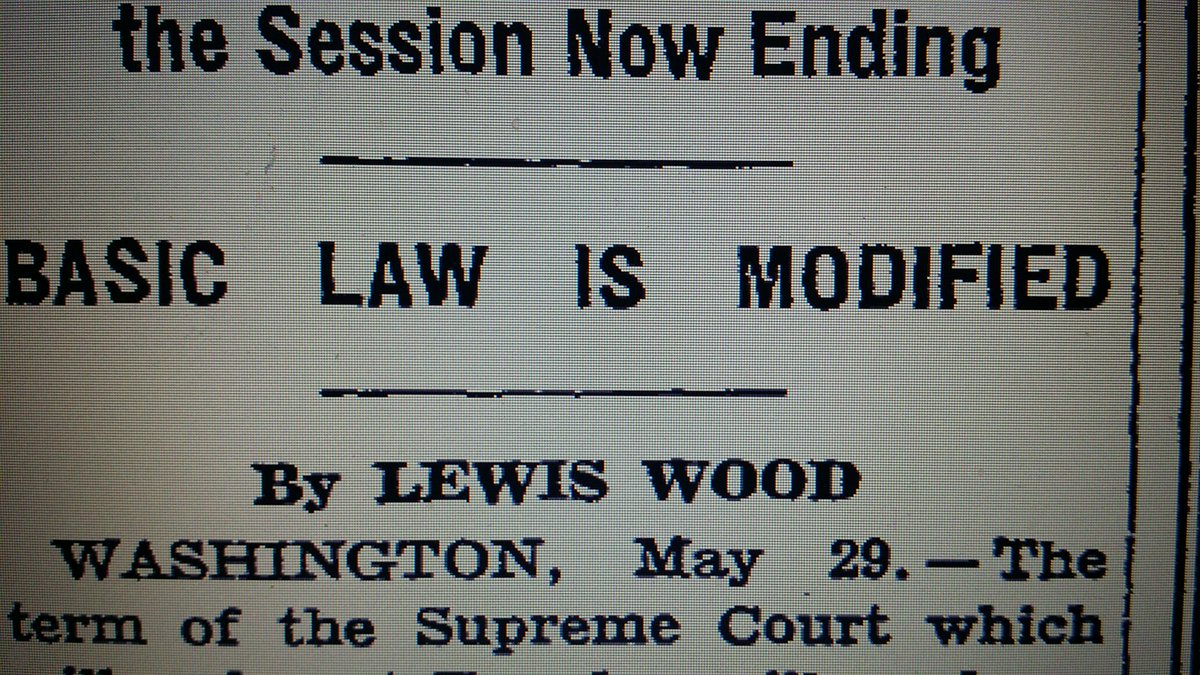 the Session Now Ending
BASIC LAW IS MODIFIED
By LEWIS WOOD
WASHINGTON, May 29. — The
term of the Supreme Court which